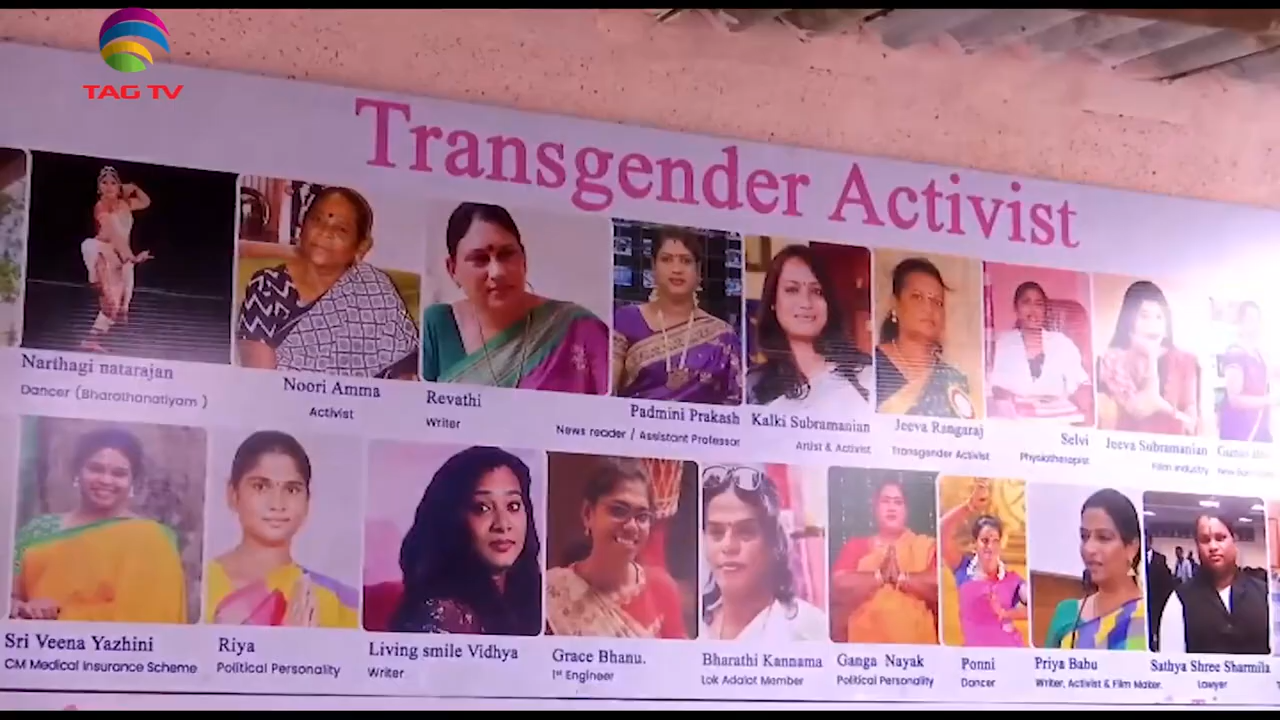 TAG TV
Transgender Activist
Narthagi natarajan
Dancer (Bharathanatiyam )
Noori Amma
Activist
Revathi
Writer
Padmini Prakash
News reader / Assistant Professor
Kalki Subramanian
Artist & Activist
Jeeva Rangaraj
Transgender Activist
Selvi
Physiotherapist
Jeeva Subramanian
Film industry
Sri Veena Yazhini
CM Medical Insurance Scheme
Riya
Political Personality
Living smile Vidhya
Writer
Grace Bhanu.
1st Engineer
Bharathi Kannama
Lok Adalat Member
Ganga Nayak
Political Personality
Ponni
Dancer
Priya Babu
Writer, Activist & Film Maker.
Sathya Shree Sharmila
Lawyer